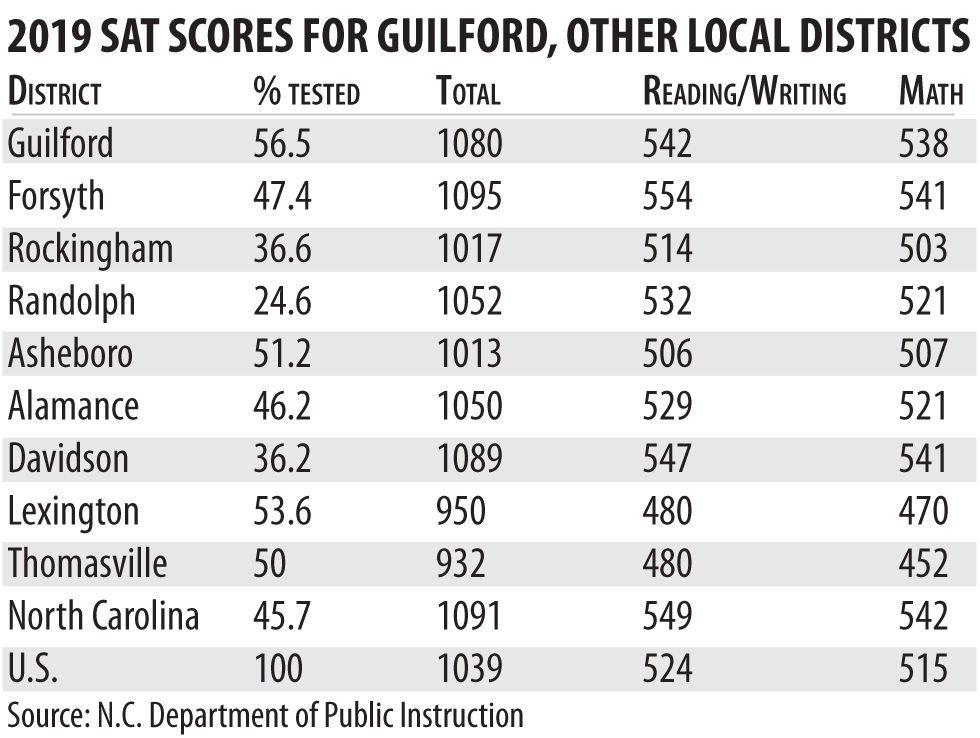 2019 SAT SCORES FOR GUILFORD, OTHER LOCAL DISTRICTS
DISTRICT % TESTED TOTAL READING/WRITING MATH
Guilford 56.5 1080 542 538
Forsyth 47.4 1095 554 541
Rockingham 36.6 1017 514 503
Randolph 24.6 1052 532 521
Asheboro 51.2 1013 506 507
Alamance 46.2 1050 529 521
Davidson 36.2 1089 547 541
Lexington 53.6 950 480 470
Thomasville 50 932 480 452
North Carolina 45.7 1091 549 542
U.S. 100 1039 524 515
Source: N.C. Department of Public Instruction